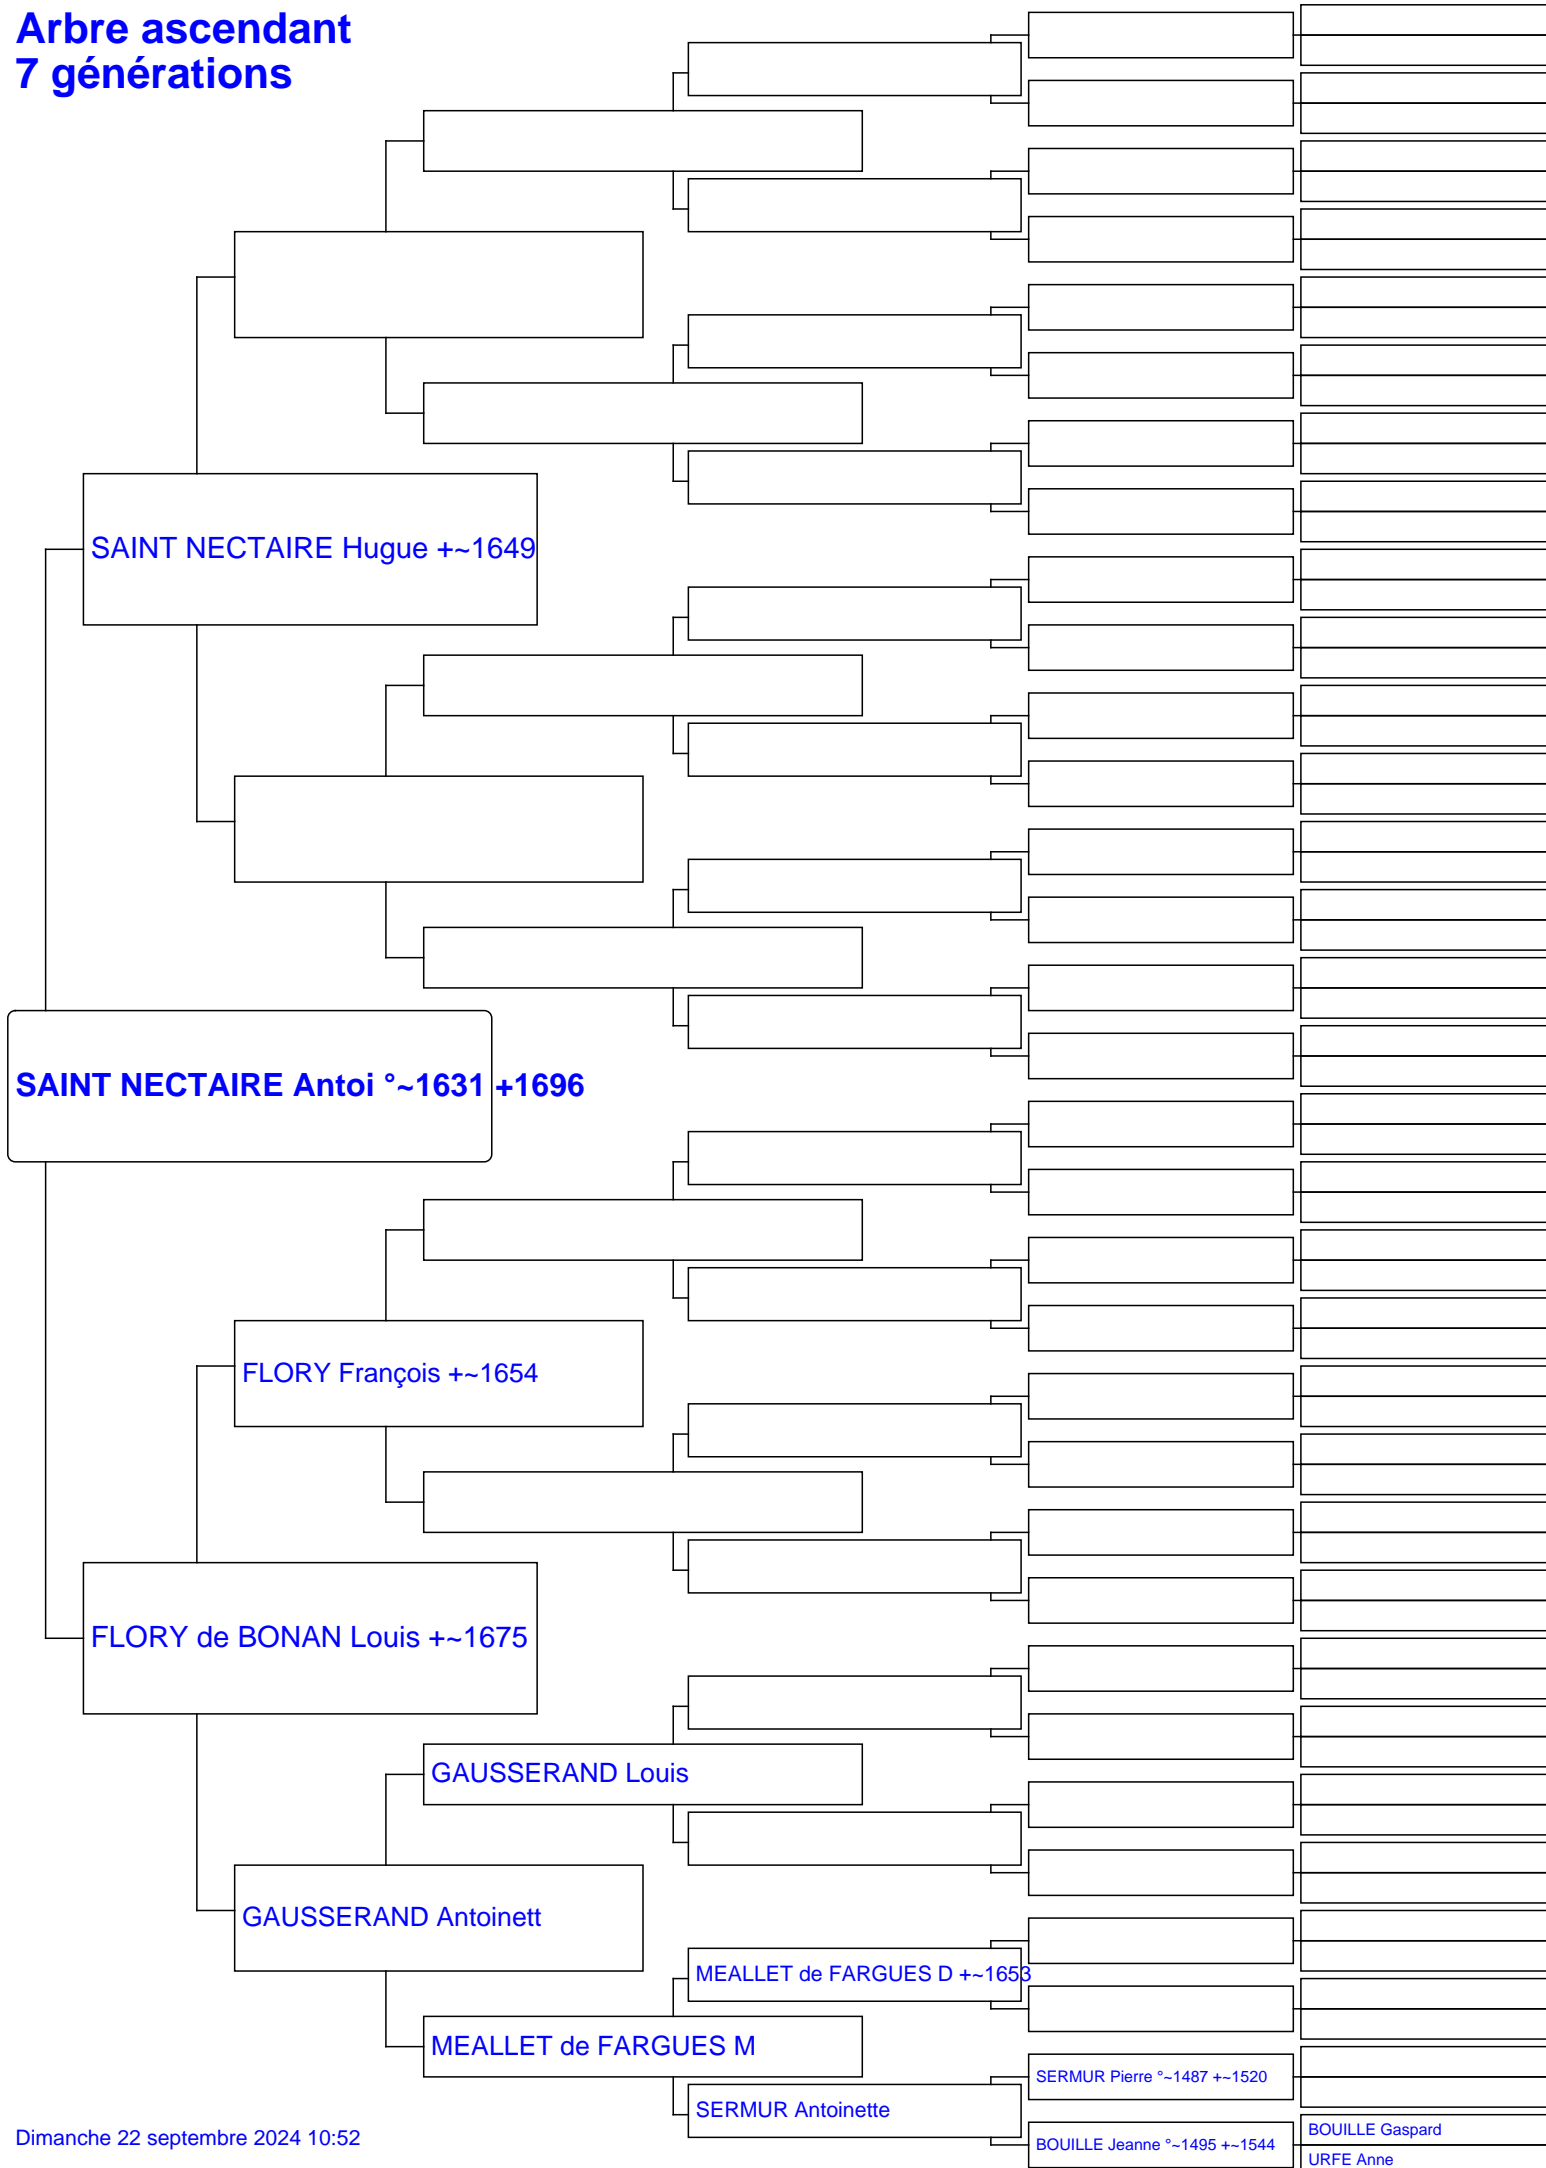 Arbre ascendant
7 générations
SAINT NECTAIRE Hugue +~1649
SAINT NECTAIRE Antoi °~1631 +1696
FLORY François +~1654
FLORY de BONAN Louis +~1675
GAUSSERAND Louis
GAUSSERAND Antoinett
MEALLET de FARGUES D +~1653
MEALLET de FARGUES M
SERMUR Pierre °~1487 +~1520
SERMUR Antoinette
BOUILLE Gaspard
BOUILLE Jeanne °~1495 +~1544
URFE Anne
Dimanche 22 septembre 2024 10:52